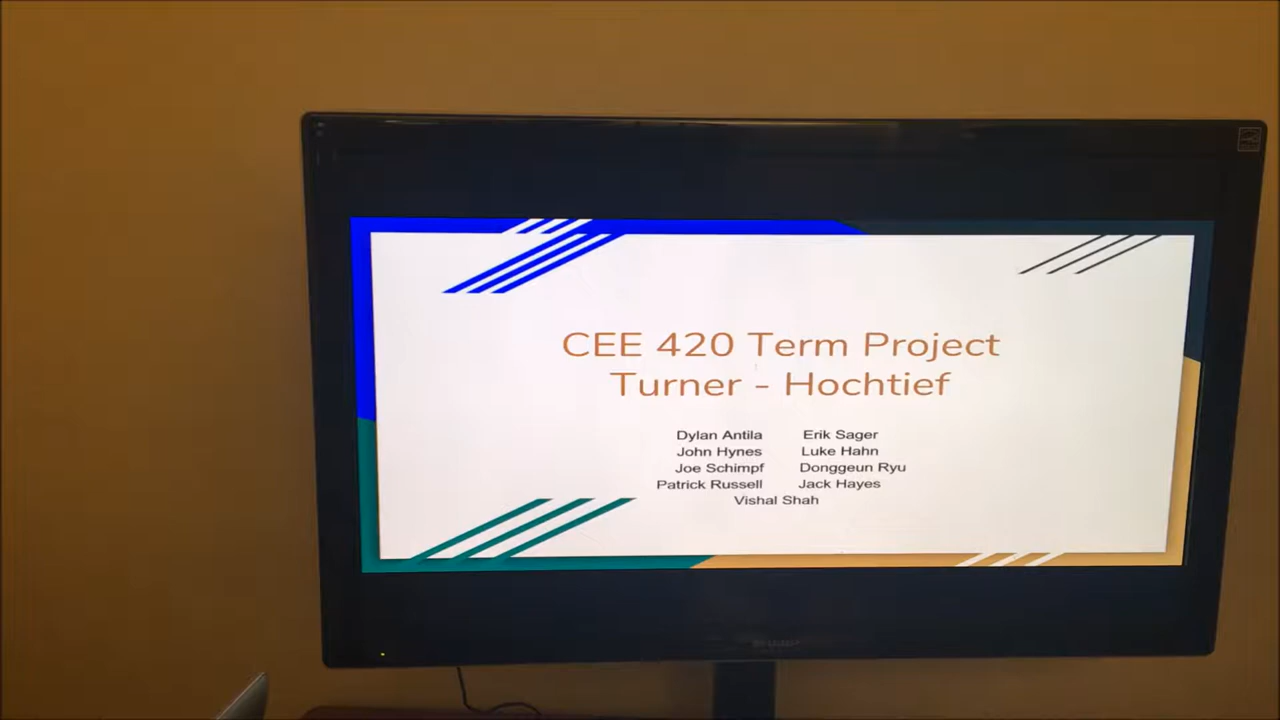 CEE 420 Term Project
Turner - Hochtief
Dylan Antila Erik Sager
John Hynes Luke Hahn
Joe Schimpf Donggeun Ryu
Patrick Russell Jack Hayes
Vishal Shah